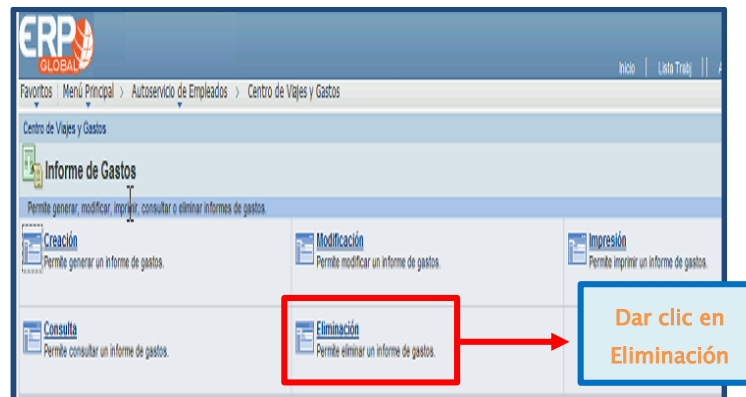 ERP
GLOBAL
Inicio | Lista Trabj ||
Favoritos | Menú Principal > Autoservicio de Empleados > Centro de Viajes y Gastos
Centro de Viajes y Gastos
Informe de Gastos
Permite generar, modificar, imprimir, consultar o eliminar informes de gastos.
Creación
Permite generar un informe de gastos.
Modificación
Permite modificar un informe de gastos.
Impresión
Permite imprimir un informe de gastos.
Consulta
Permite consultar un informe de gastos.
Eliminación
Permite eliminar un informe de gastos.
Dar clic en
Eliminación